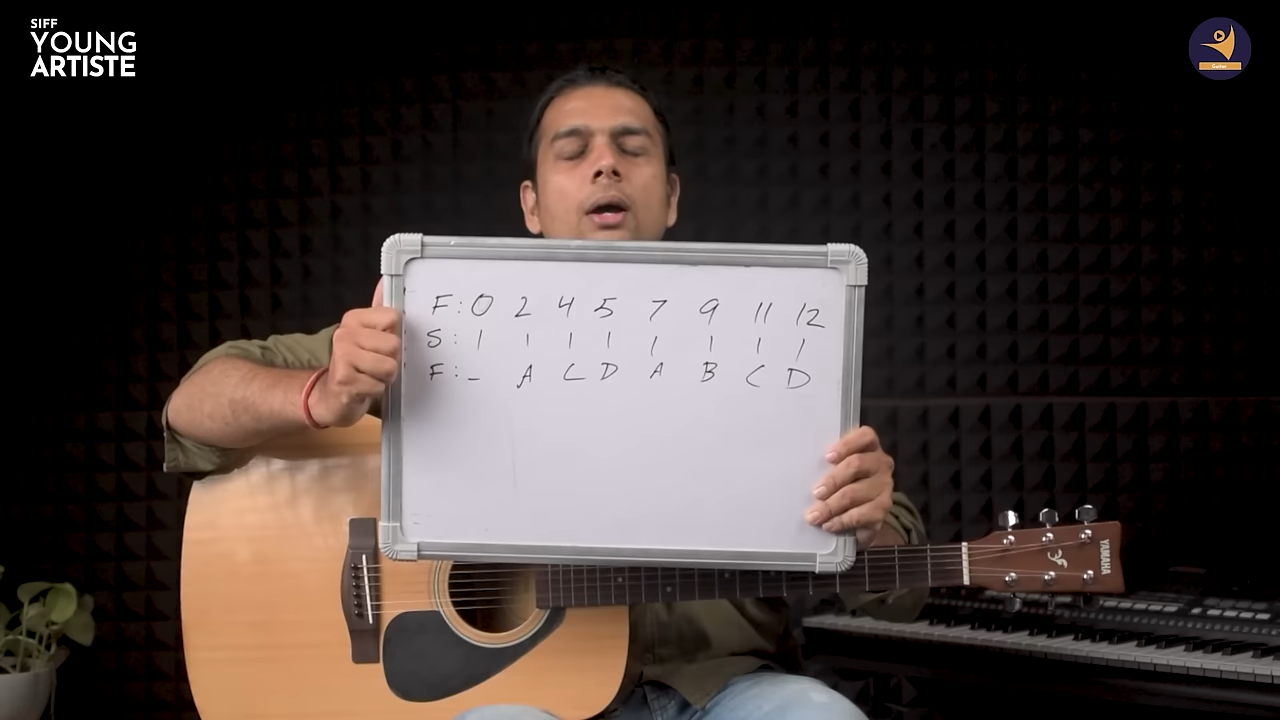 SIFF
YOUNG
ARTISTE
Guitar
F: 0 2 4 5 7 9 11 12
S: 1 1 1 1 1 1 1 1
F: - A C D A B C D
YAMAHA